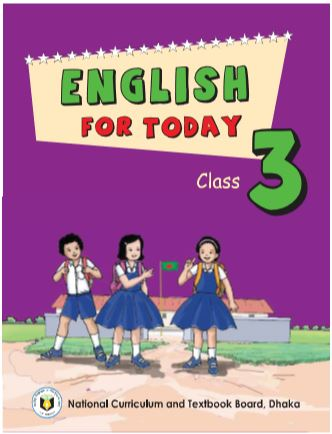 ENGLISH
FOR TODAY
Class 3
National Curriculum and Textbook Board, Dhaka